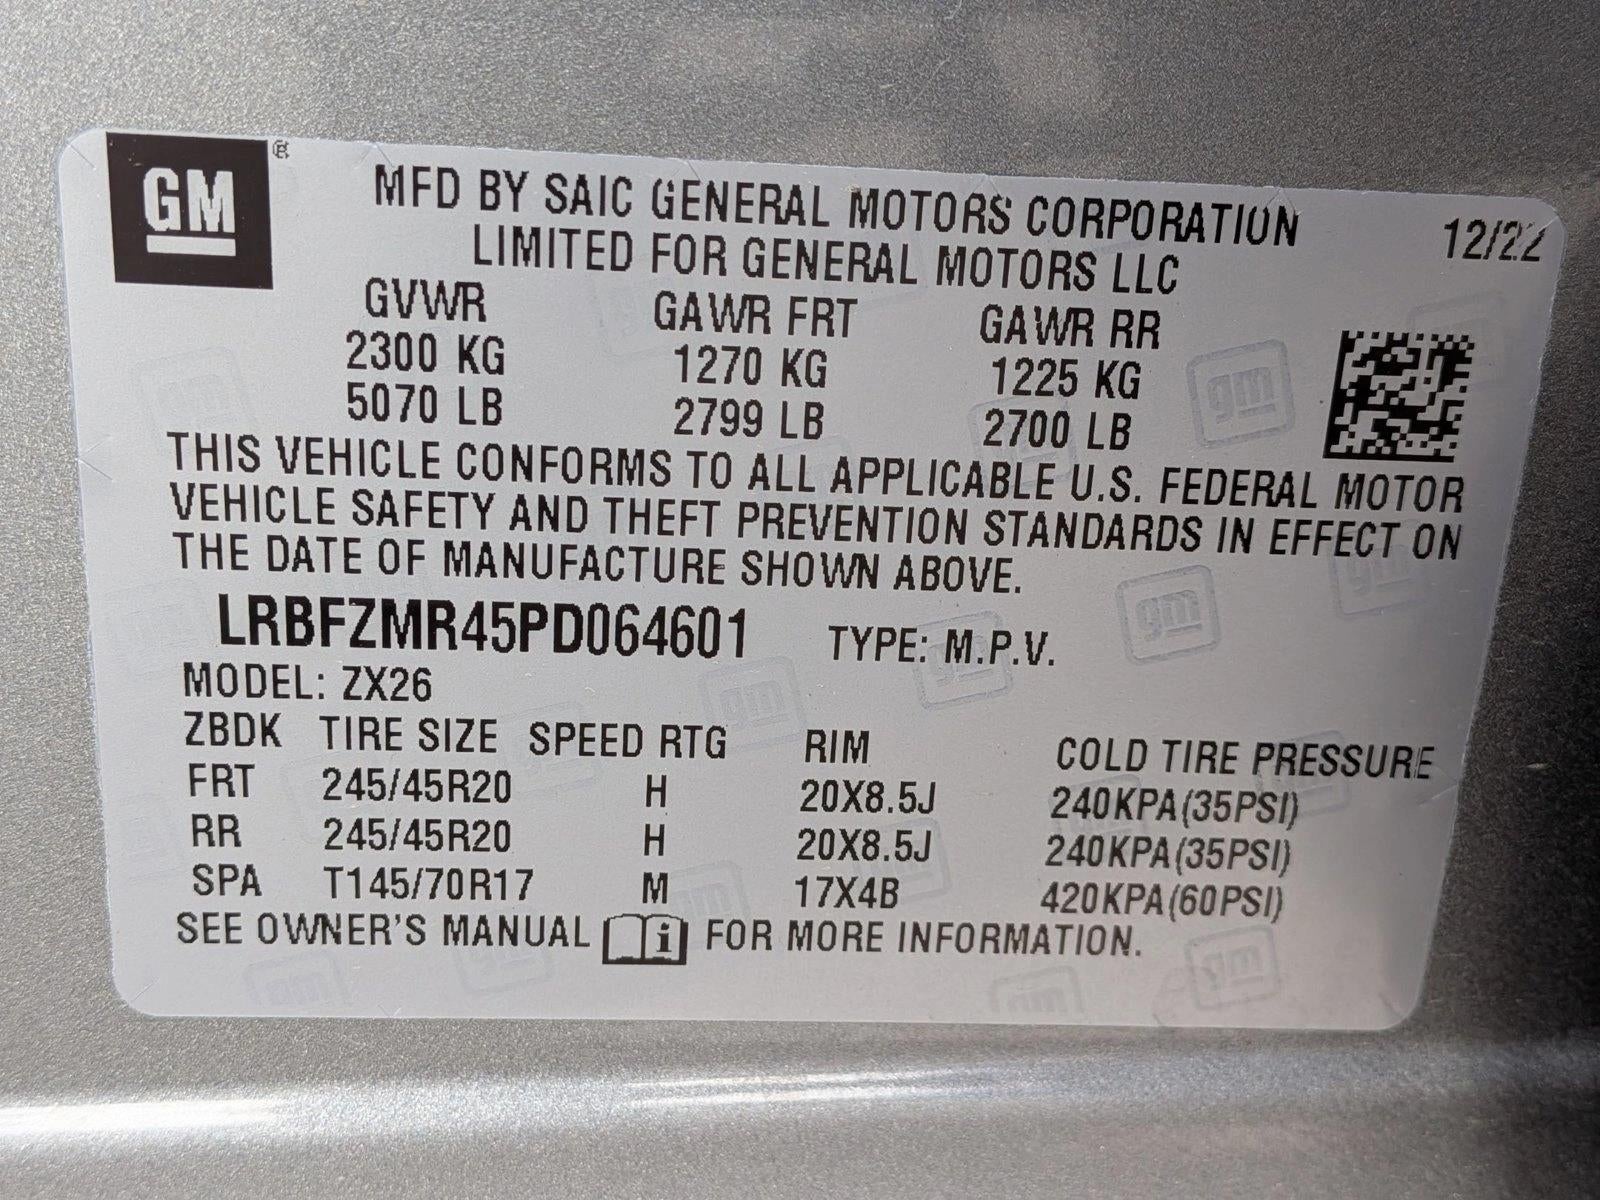 GM ®
MFD BY SAIC GENERAL MOTORS CORPORATION
LIMITED FOR GENERAL MOTORS LLC
12/22
GVWR GAWR FRT GAWR RR
2300 KG 1270 KG 1225 KG
5070 LB 2799 LB 2700 LB
THIS VEHICLE CONFORMS TO ALL APPLICABLE U.S. FEDERAL MOTOR
VEHICLE SAFETY AND THEFT PREVENTION STANDARDS IN EFFECT ON
THE DATE OF MANUFACTURE SHOWN ABOVE.
LRBFZMR45PD064601 TYPE: M.P.V.
MODEL: ZX26
ZBDK TIRE SIZE SPEED RTG RIM COLD TIRE PRESSURE
FRT 245/45R20 H 20X8.5J 240KPA(35PSI)
RR 245/45R20 H 20X8.5J 240KPA(35PSI)
SPA T145/70R17 M 17X4B 420KPA(60PSI)
SEE OWNER'S MANUAL i FOR MORE INFORMATION.